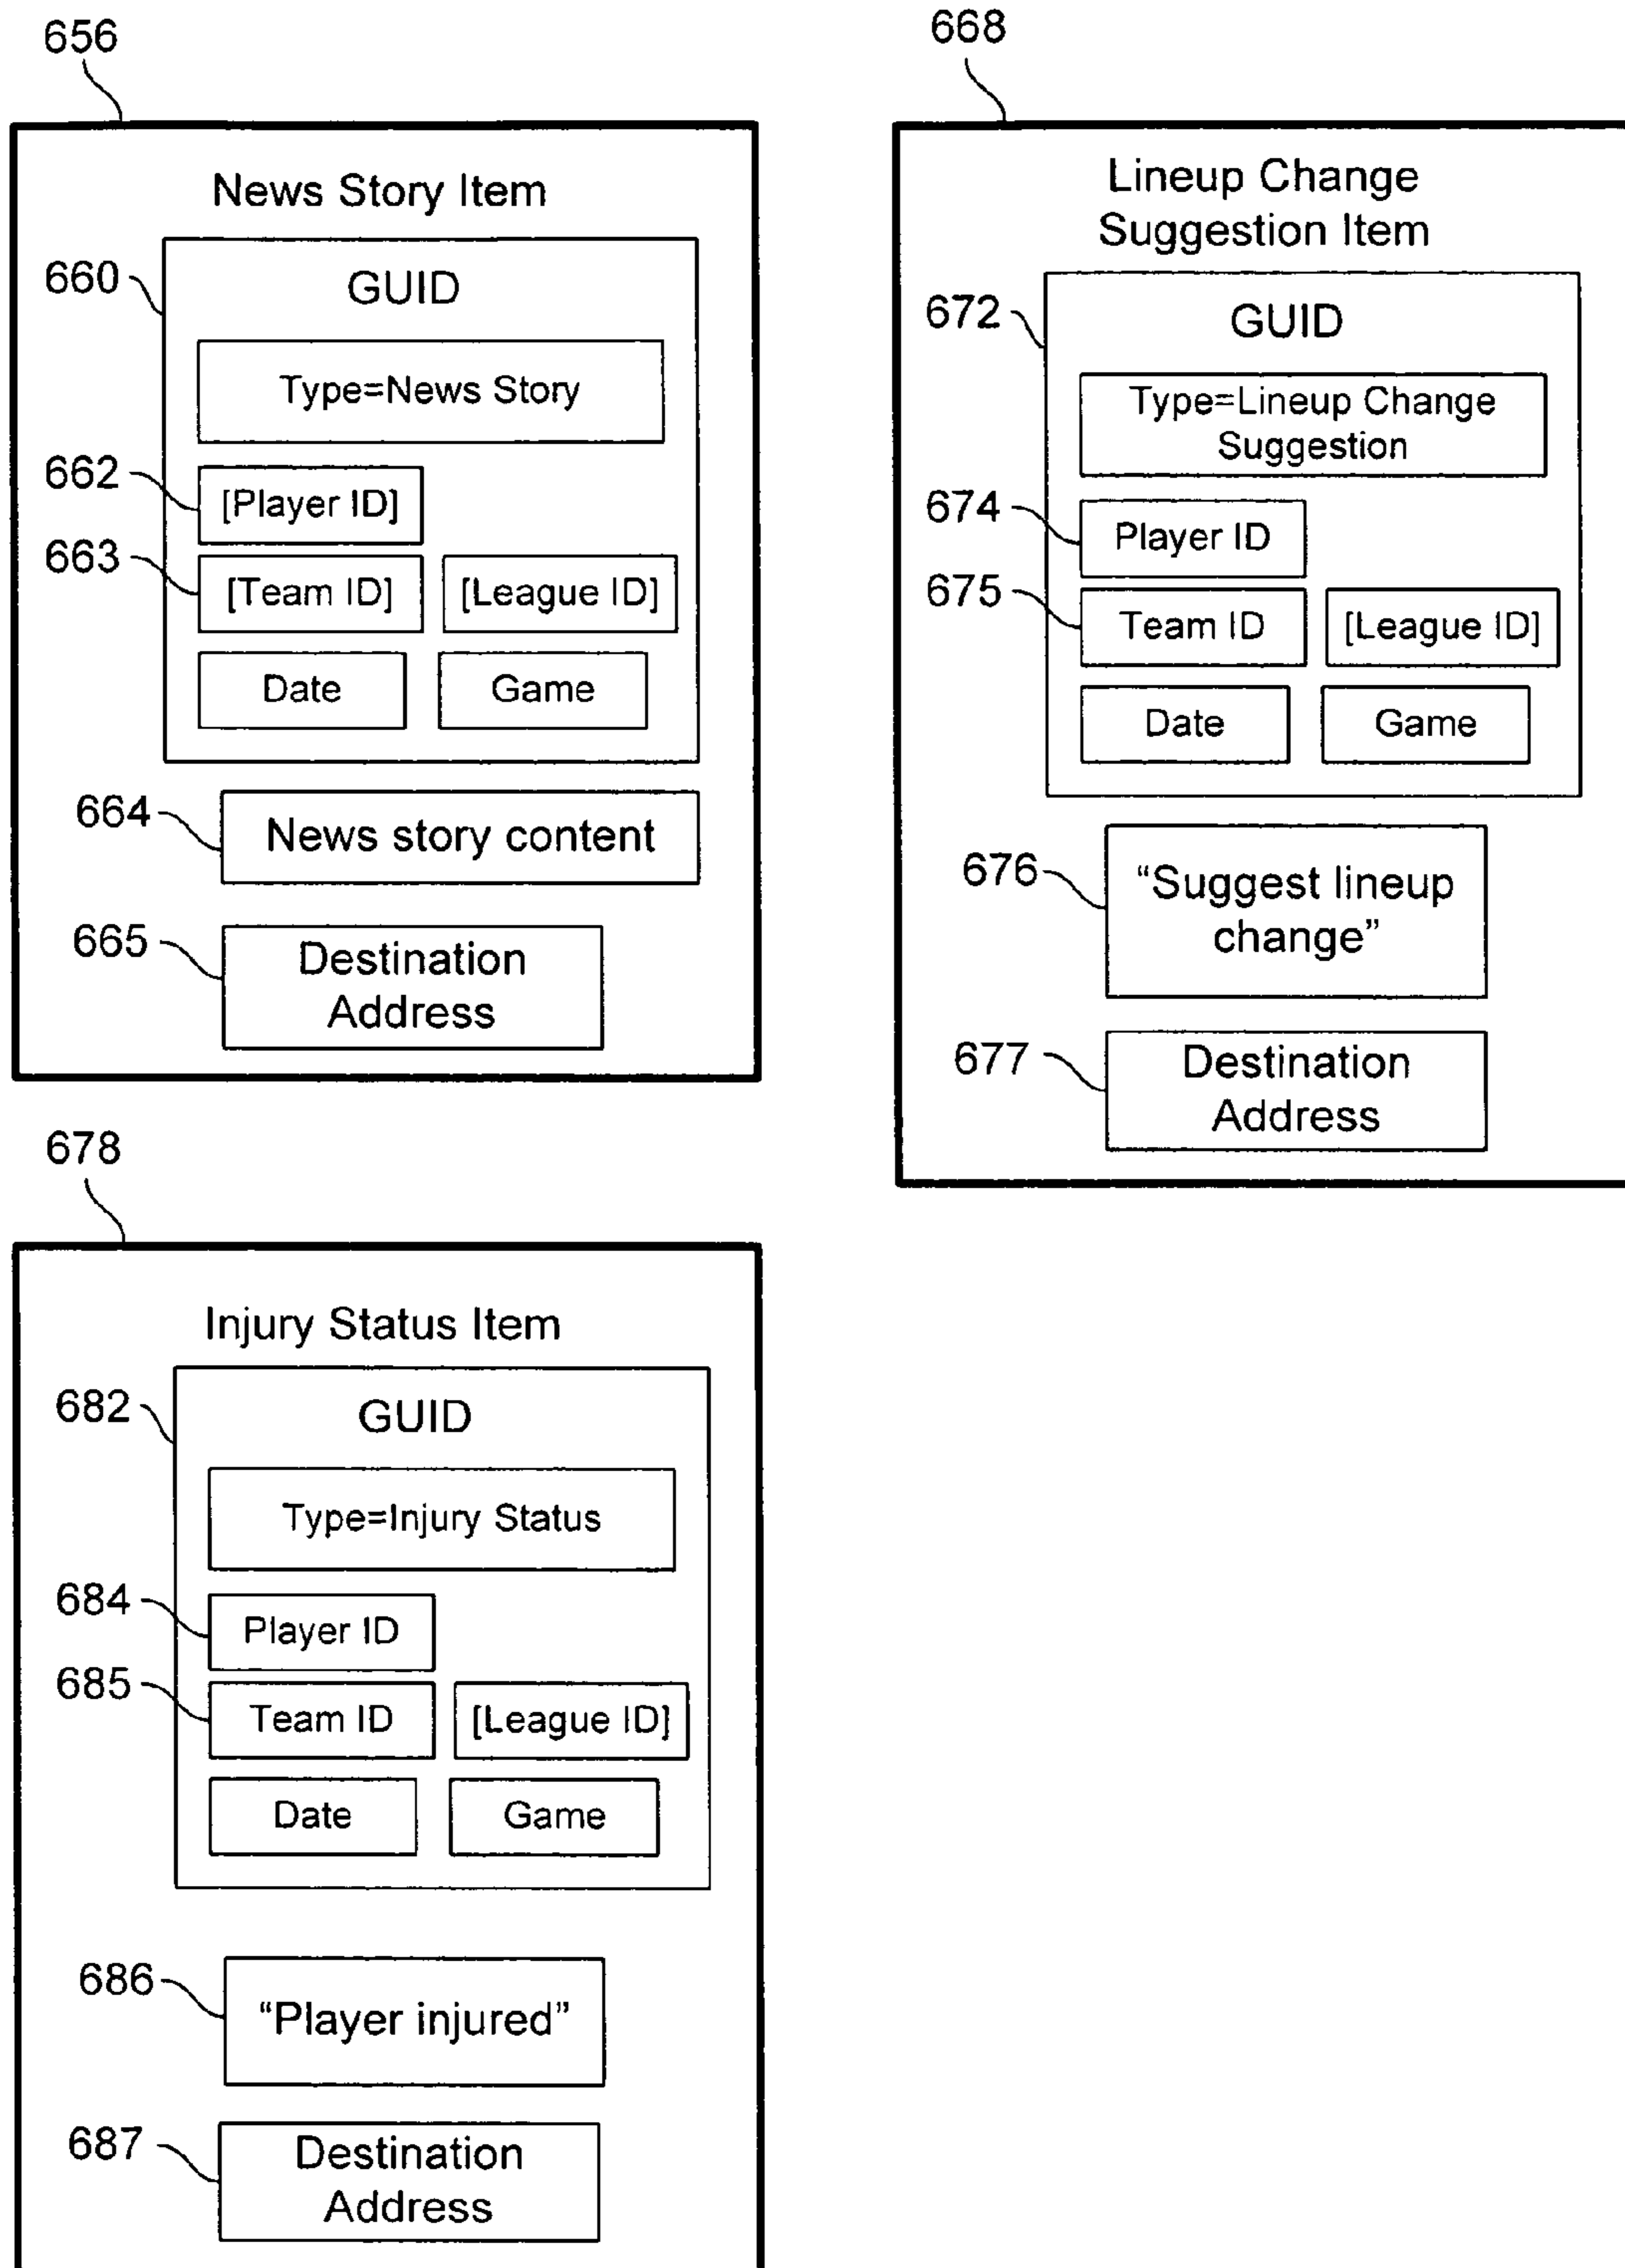 656
News Story Item
660
GUID
Type=News Story
662
[Player ID]
663
[Team ID]
[League ID]
Date
Game
664
News story content
665
Destination
Address
668
Lineup Change
Suggestion Item
672
GUID
Type=Lineup Change
Suggestion
674
Player ID
675
Team ID
[League ID]
Date
Game
676
“Suggest lineup
change”
677
Destination
Address
678
Injury Status Item
682
GUID
Type=Injury Status
684
Player ID
685
Team ID
[League ID]
Date
Game
686
“Player injured”
687
Destination
Address